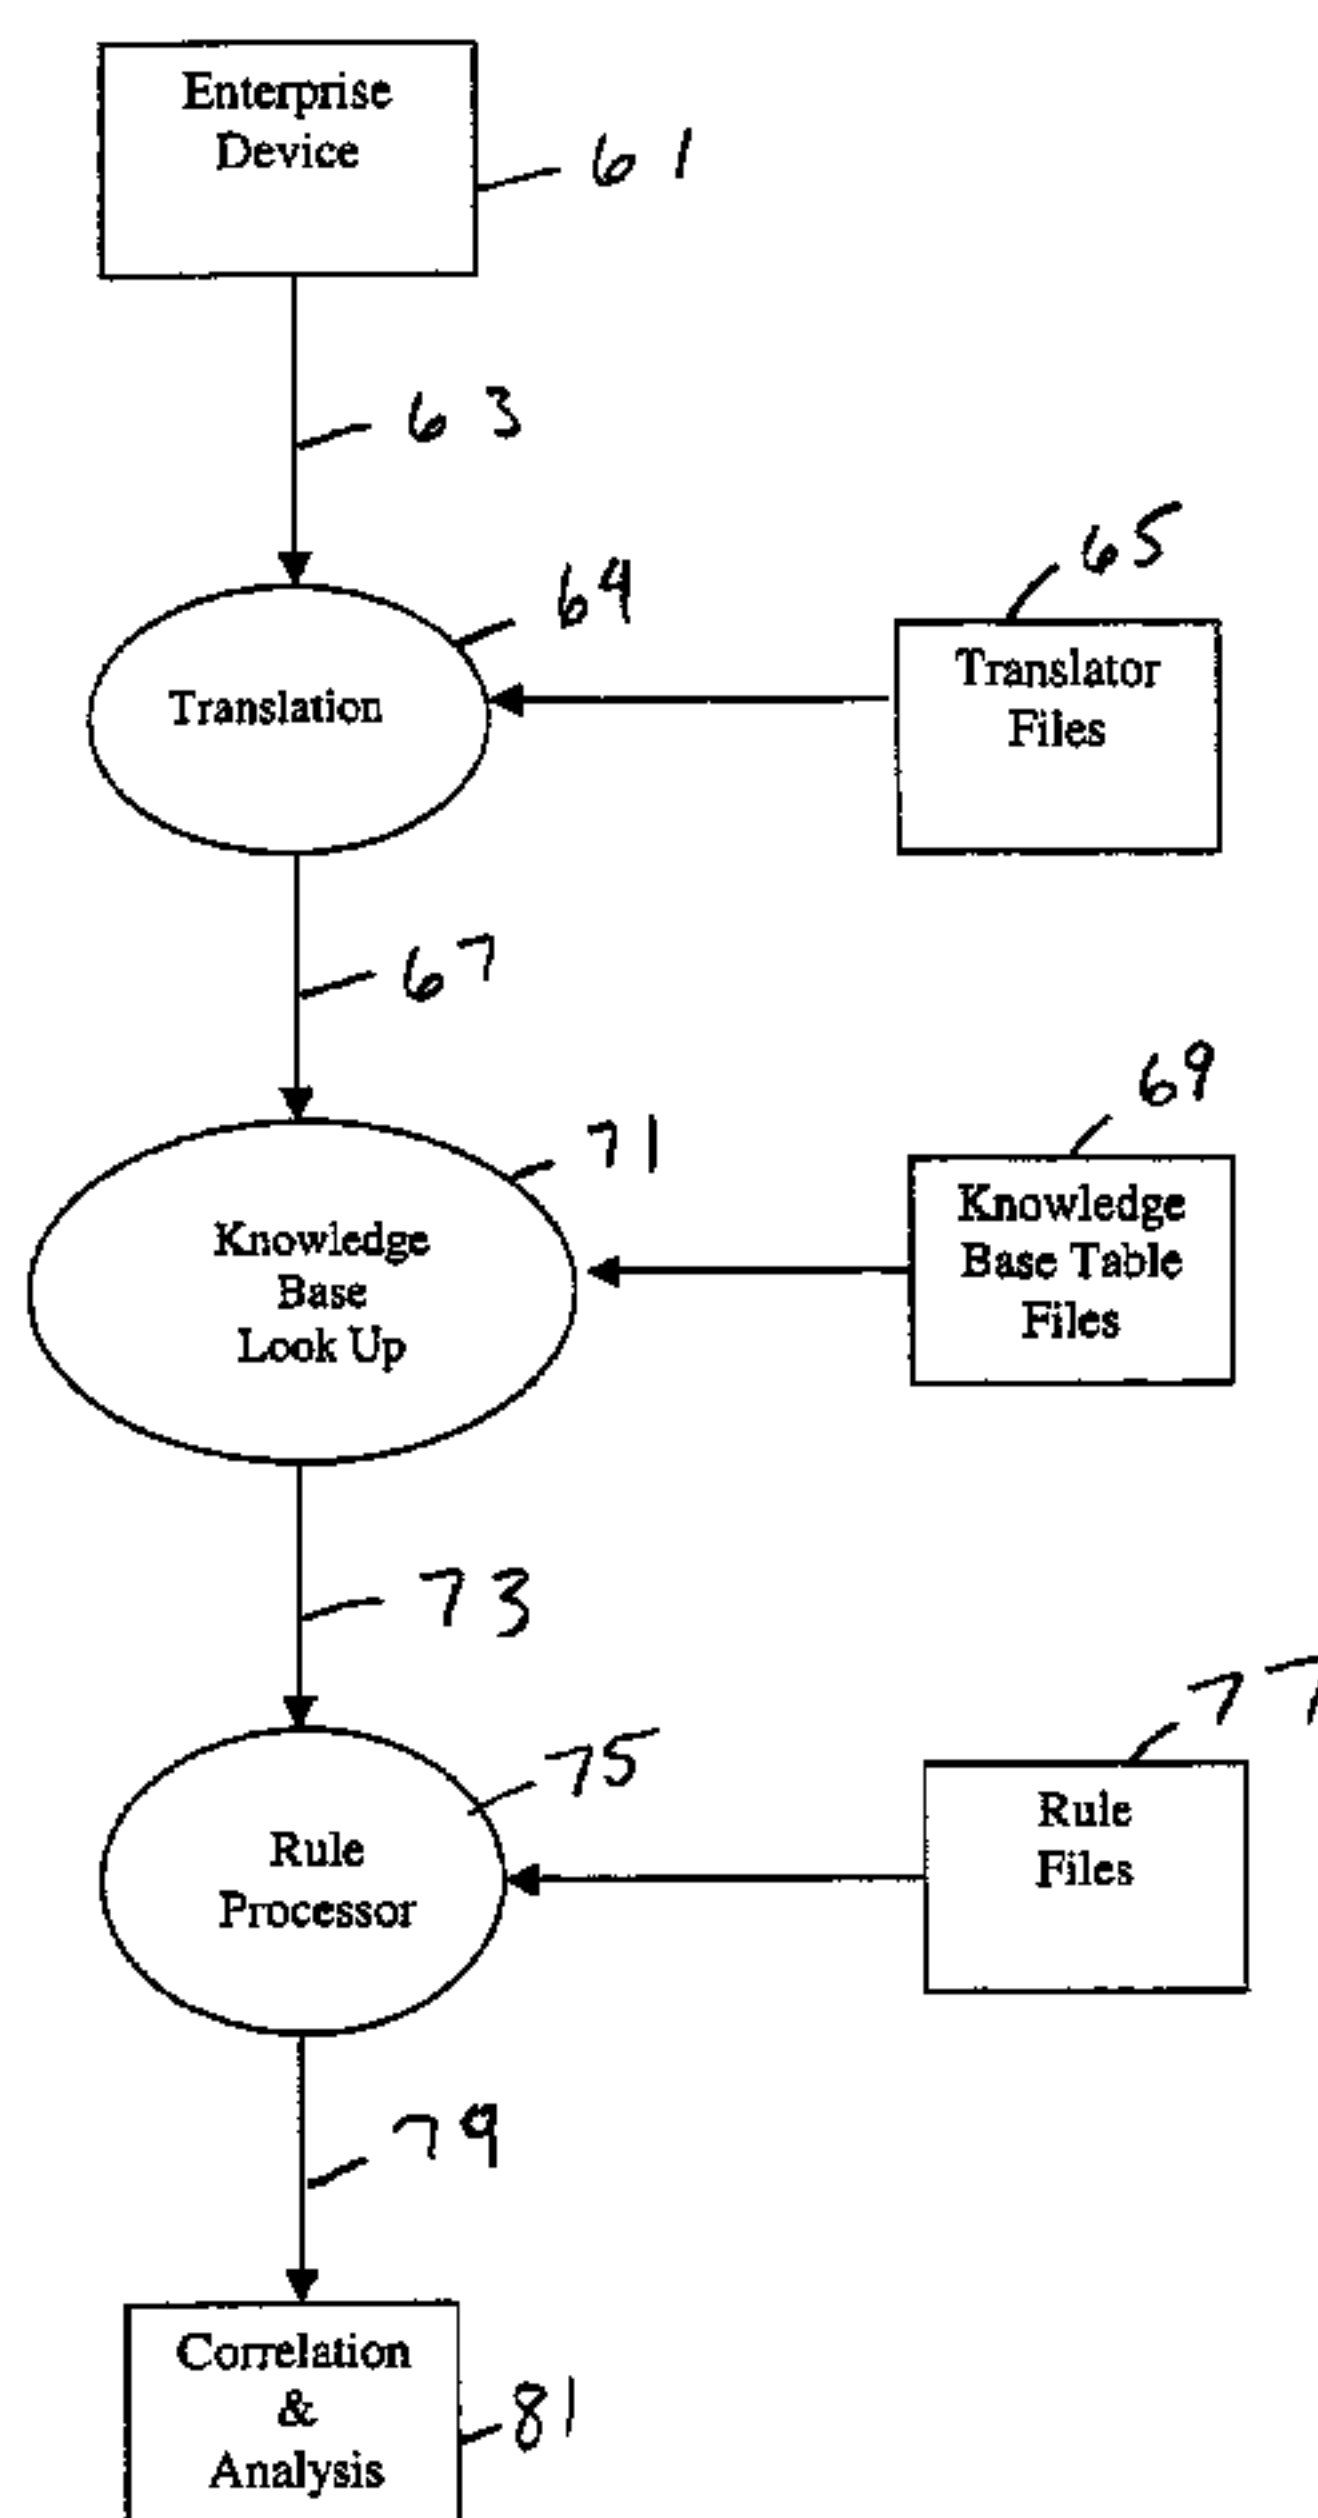 Enterprise
Device
61
63
64
65
Translation
Translator
Files
67
69
71
Knowledge
Base
Look Up
Knowledge
Base Table
Files
73
77
75
Rule
Processor
Rule
Files
79
Correlation
&
Analysis
81